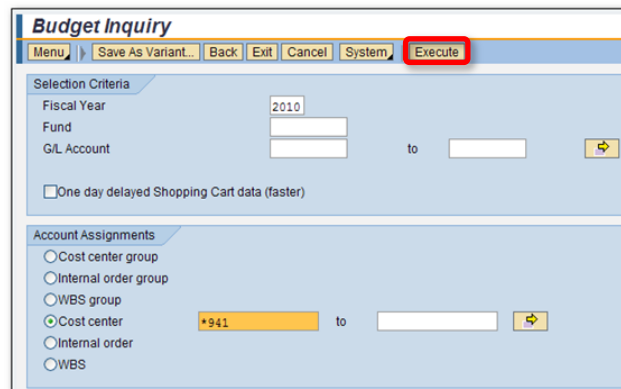 Budget Inquiry
Menu Save As Variant... Back Exit Cancel System Execute
Selection Criteria
Fiscal Year 2010
Fund
G/L Account to
One day delayed Shopping Cart data (faster)
Account Assignments
Cost center group
Internal order group
WBS group
Cost center *941 to
Internal order
WBS